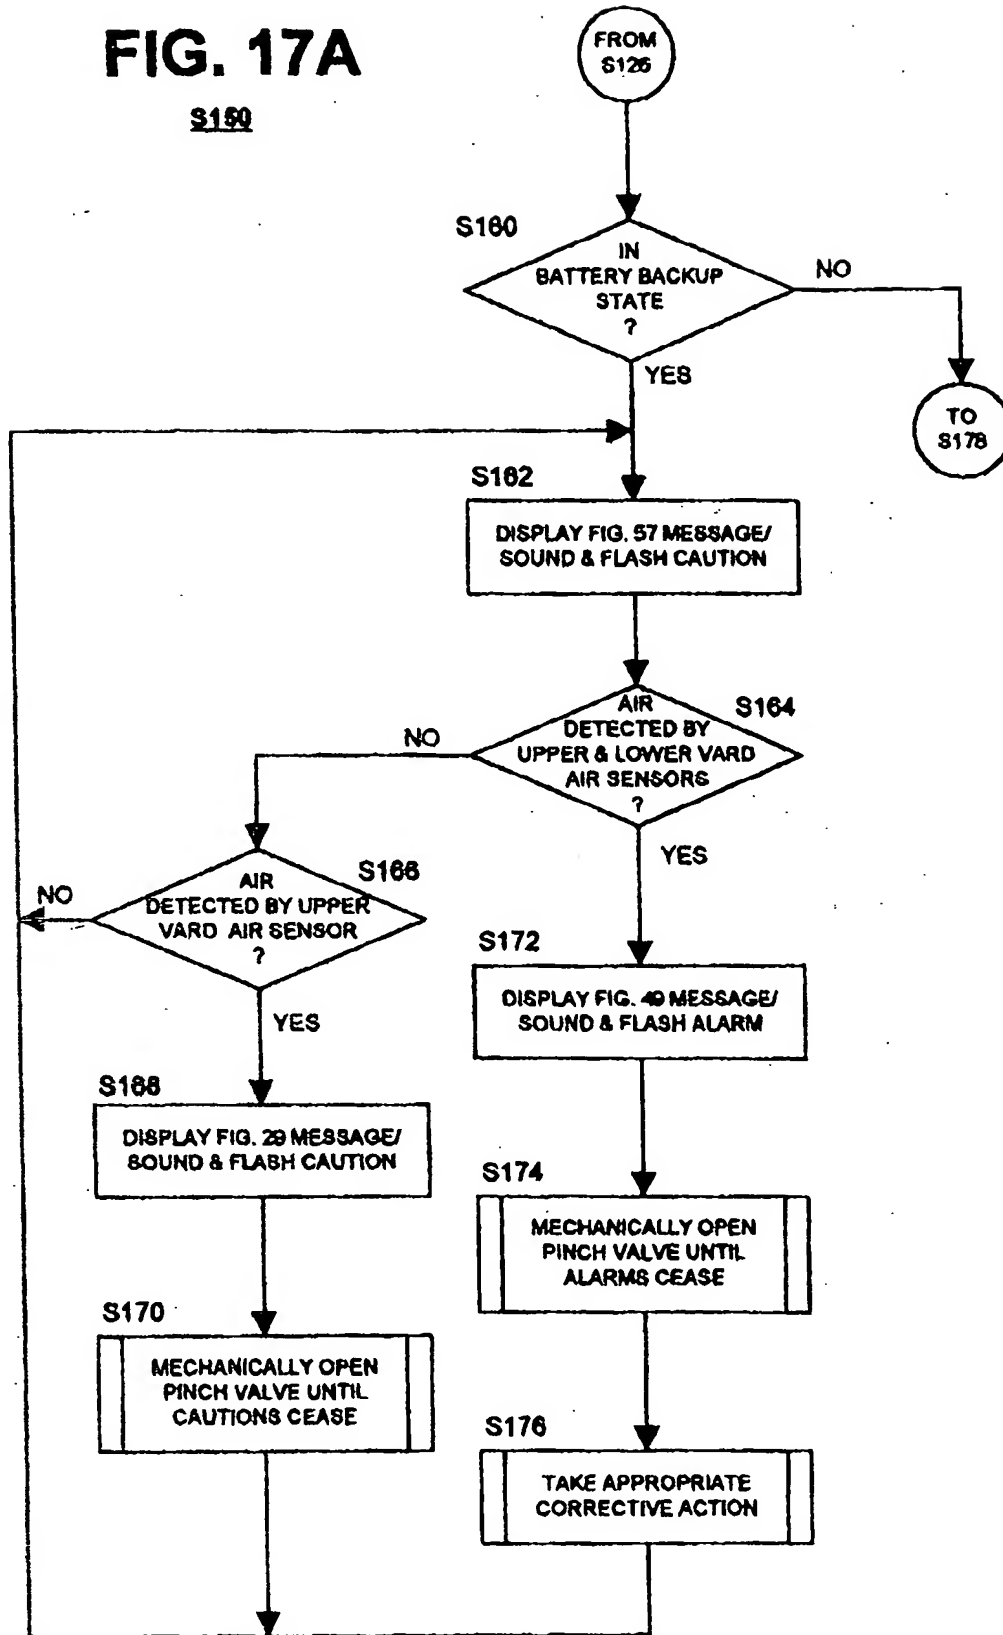 FIG. 17A
S150
FROM
S126
S160
IN
BATTERY BACKUP
STATE
?
NO
YES
TO
S178
S162
DISPLAY FIG. 57 MESSAGE/
SOUND & FLASH CAUTION
S164
AIR
DETECTED BY
UPPER & LOWER VARD
AIR SENSORS
?
NO
YES
S166
AIR
DETECTED BY UPPER
VARD AIR SENSOR
?
NO
YES
S172
DISPLAY FIG. 49 MESSAGE/
SOUND & FLASH ALARM
S168
DISPLAY FIG. 29 MESSAGE/
SOUND & FLASH CAUTION
S174
MECHANICALLY OPEN
PINCH VALVE UNTIL
ALARMS CEASE
S170
MECHANICALLY OPEN
PINCH VALVE UNTIL
CAUTIONS CEASE
S176
TAKE APPROPRIATE
CORRECTIVE ACTION